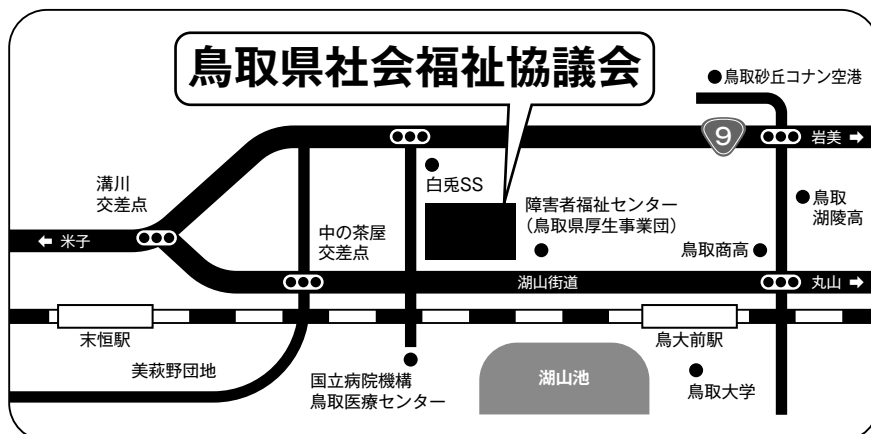 鳥取県社会福祉協議会
鳥取砂丘コナン空港
9
岩美
白兎SS
溝川
交差点
障害者福祉センター
(鳥取県厚生事業団)
鳥取
湖陵高
米子
中の茶屋
交差点
鳥取商高
湖山街道
丸山
末恒駅
鳥大前駅
美萩野団地
国立病院機構
鳥取医療センター
湖山池
鳥取大学